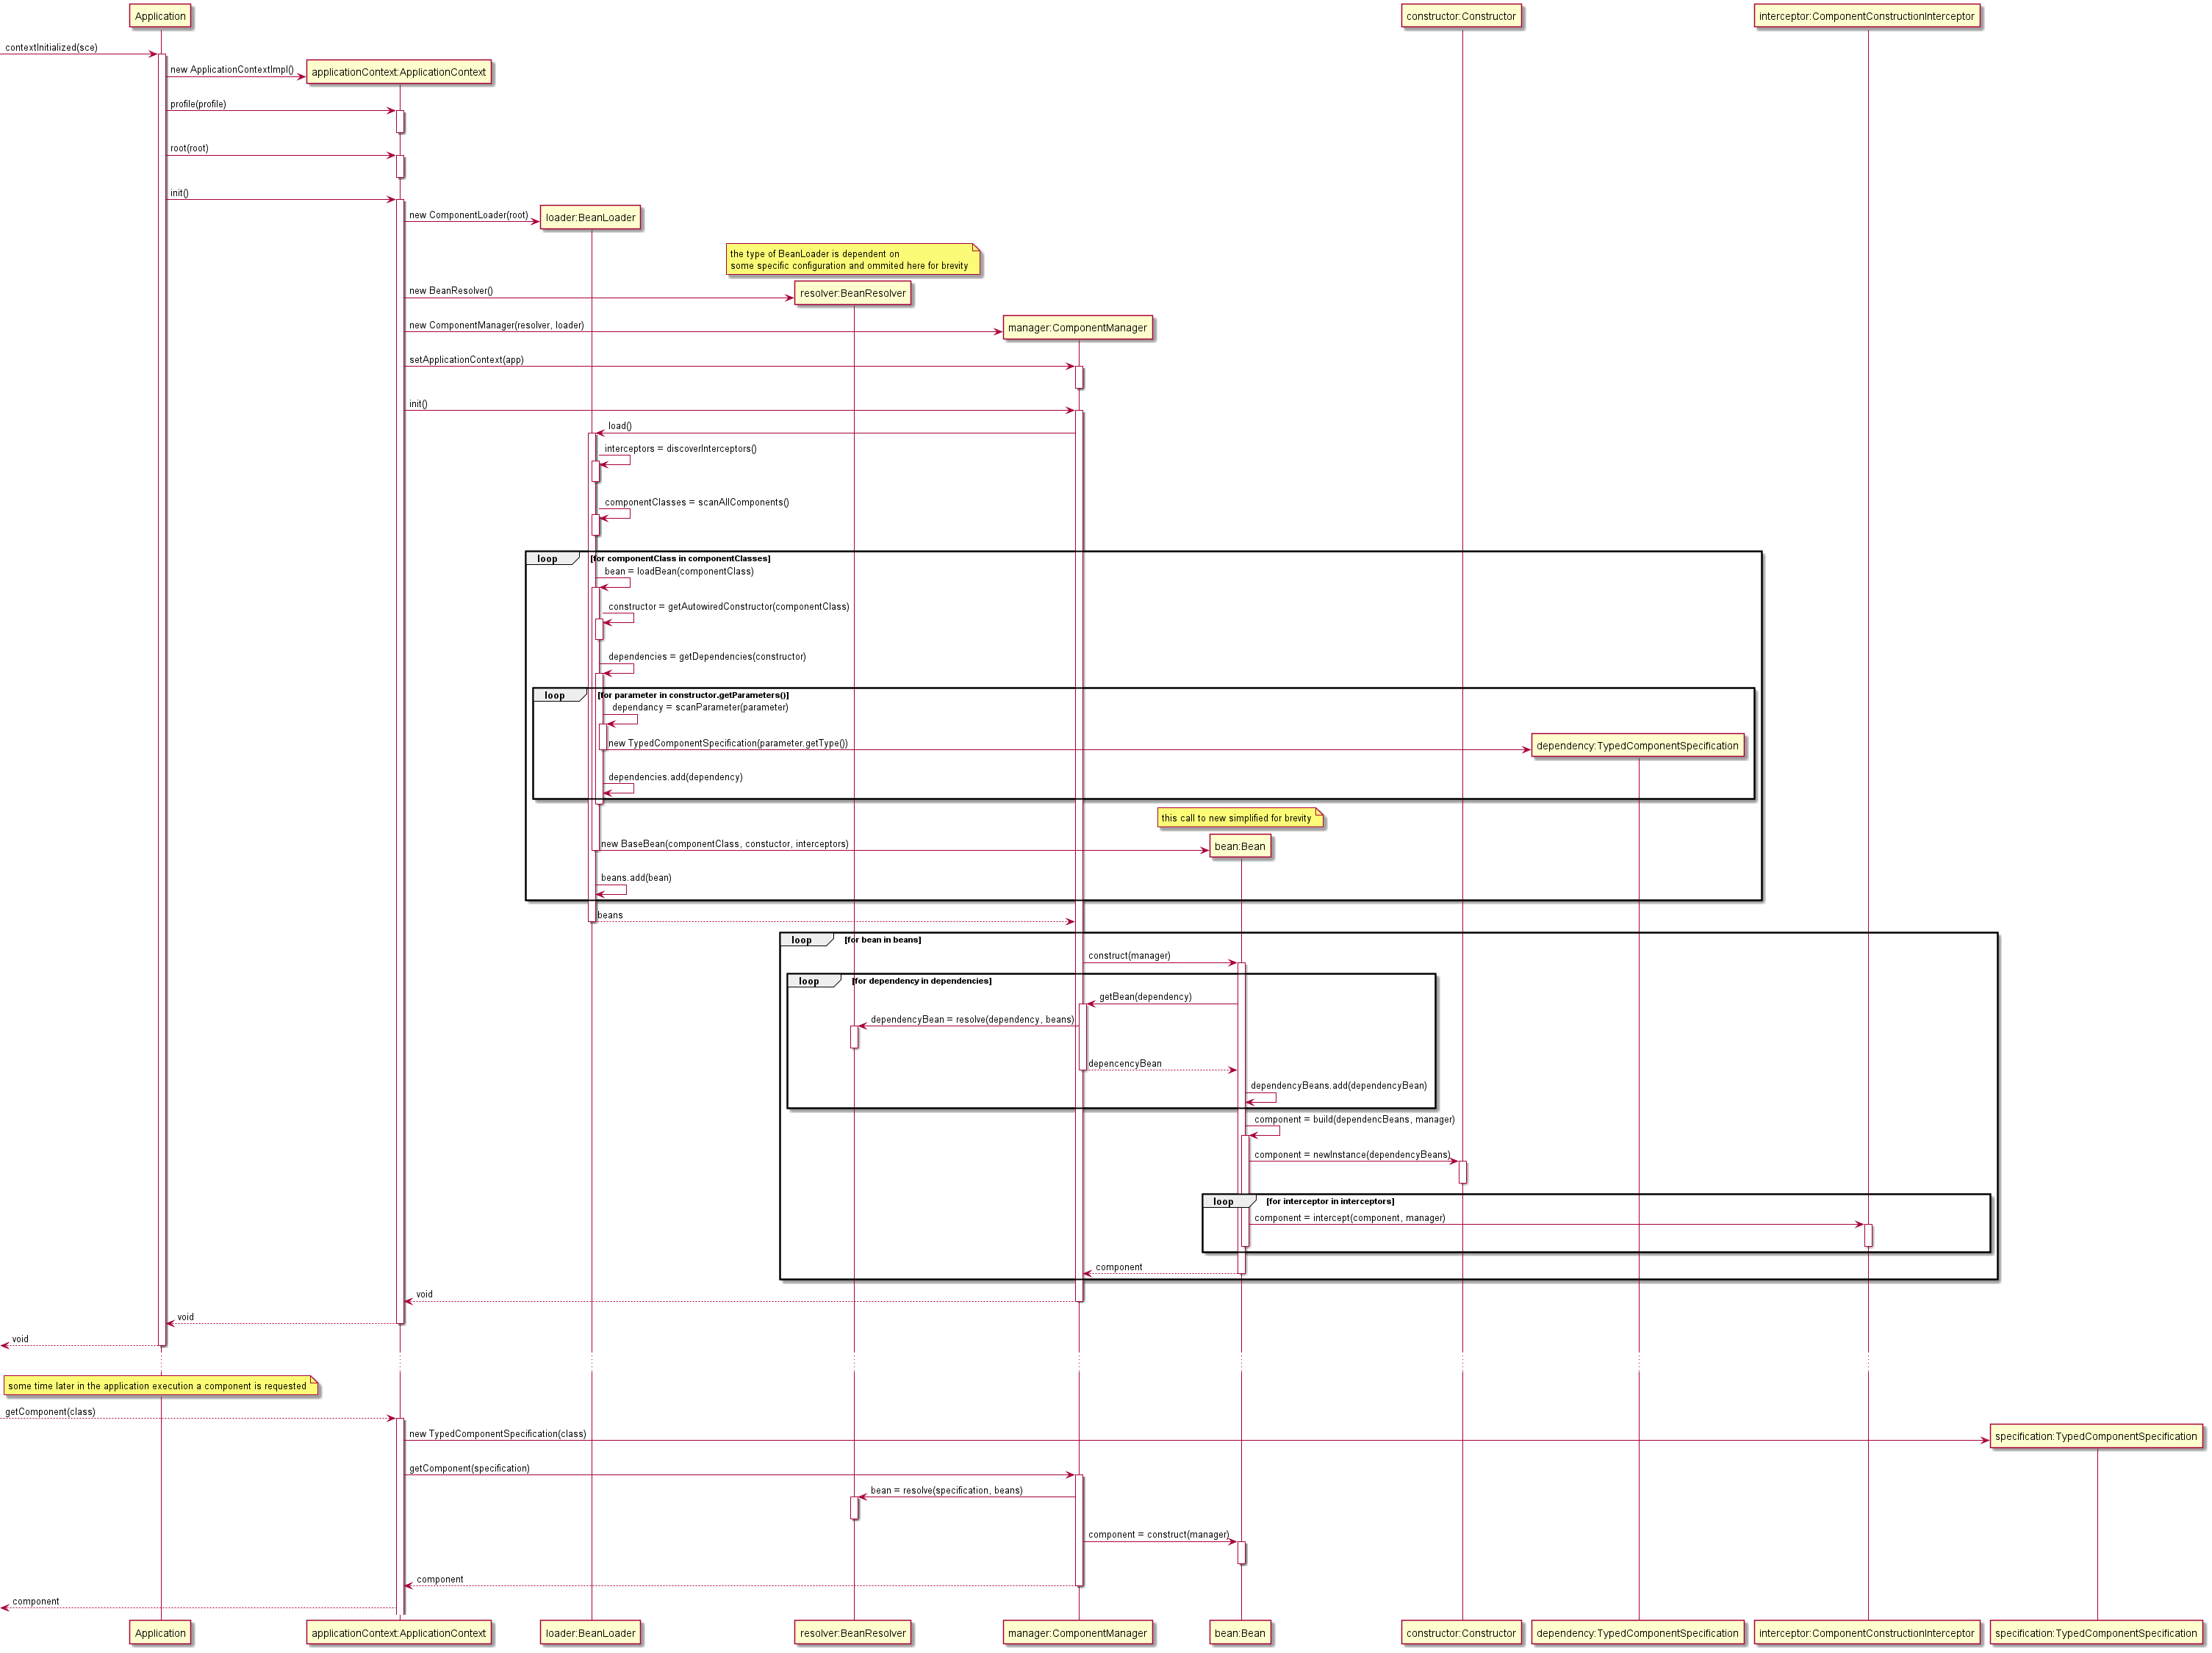 Application
constructor:Constructor
interceptor:ComponentConstructionInterceptor
contextInitialized(sce)
new ApplicationContextImpl()
applicationContext:ApplicationContext
profile(profile)
root(root)
init()
new ComponentLoader(root)
loader:BeanLoader
the type of BeanLoader is dependent on
some specific configuration and ommited here for brevity
new BeanResolver()
resolver:BeanResolver
new ComponentManager(resolver, loader)
manager:ComponentManager
setApplicationContext(app)
init()
load()
interceptors = discoverInterceptors()
componentClasses = scanAllComponents()
loop [for componentClass in componentClasses]
bean = loadBean(componentClass)
constructor = getAutowiredConstructor(componentClass)
dependencies = getDependencies(constructor)
loop [for parameter in constructor.getParameters()]
dependancy = scanParameter(parameter)
new TypedComponentSpecification(parameter.getType())
dependency:TypedComponentSpecification
dependencies.add(dependency)
this call to new simplified for brevity
new BaseBean(componentClass, constuctor, interceptors)
bean:Bean
beans.add(bean)
beans
loop [for bean in beans]
construct(manager)
loop [for dependency in dependencies]
getBean(dependency)
dependencyBean = resolve(dependency, beans)
depencencyBean
dependencyBeans.add(dependencyBean)
component = build(dependencBeans, manager)
component = newInstance(dependencyBeans)
loop [for interceptor in interceptors]
component = intercept(component, manager)
component
void
void
void
some time later in the application execution a component is requested
getComponent(class)
new TypedComponentSpecification(class)
specification:TypedComponentSpecification
getComponent(specification)
bean = resolve(specification, beans)
component = construct(manager)
component
component
Application
applicationContext:ApplicationContext
loader:BeanLoader
resolver:BeanResolver
manager:ComponentManager
bean:Bean
constructor:Constructor
dependency:TypedComponentSpecification
interceptor:ComponentConstructionInterceptor
specification:TypedComponentSpecification